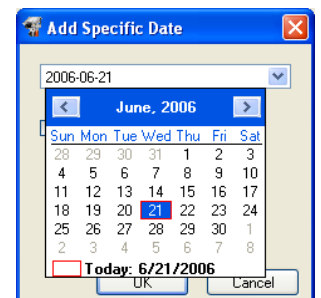 Add Specific Date
2006-06-21
June, 2006
Sun Mon Tue Wed Thu Fri Sat
28 29 30 31 1 2 3
4 5 6 7 8 9 10
11 12 13 14 15 16 17
18 19 20 21 22 23 24
25 26 27 28 29 30 1
2 3 4 5 6 7 8
Today: 6/21/2006
OK Cancel